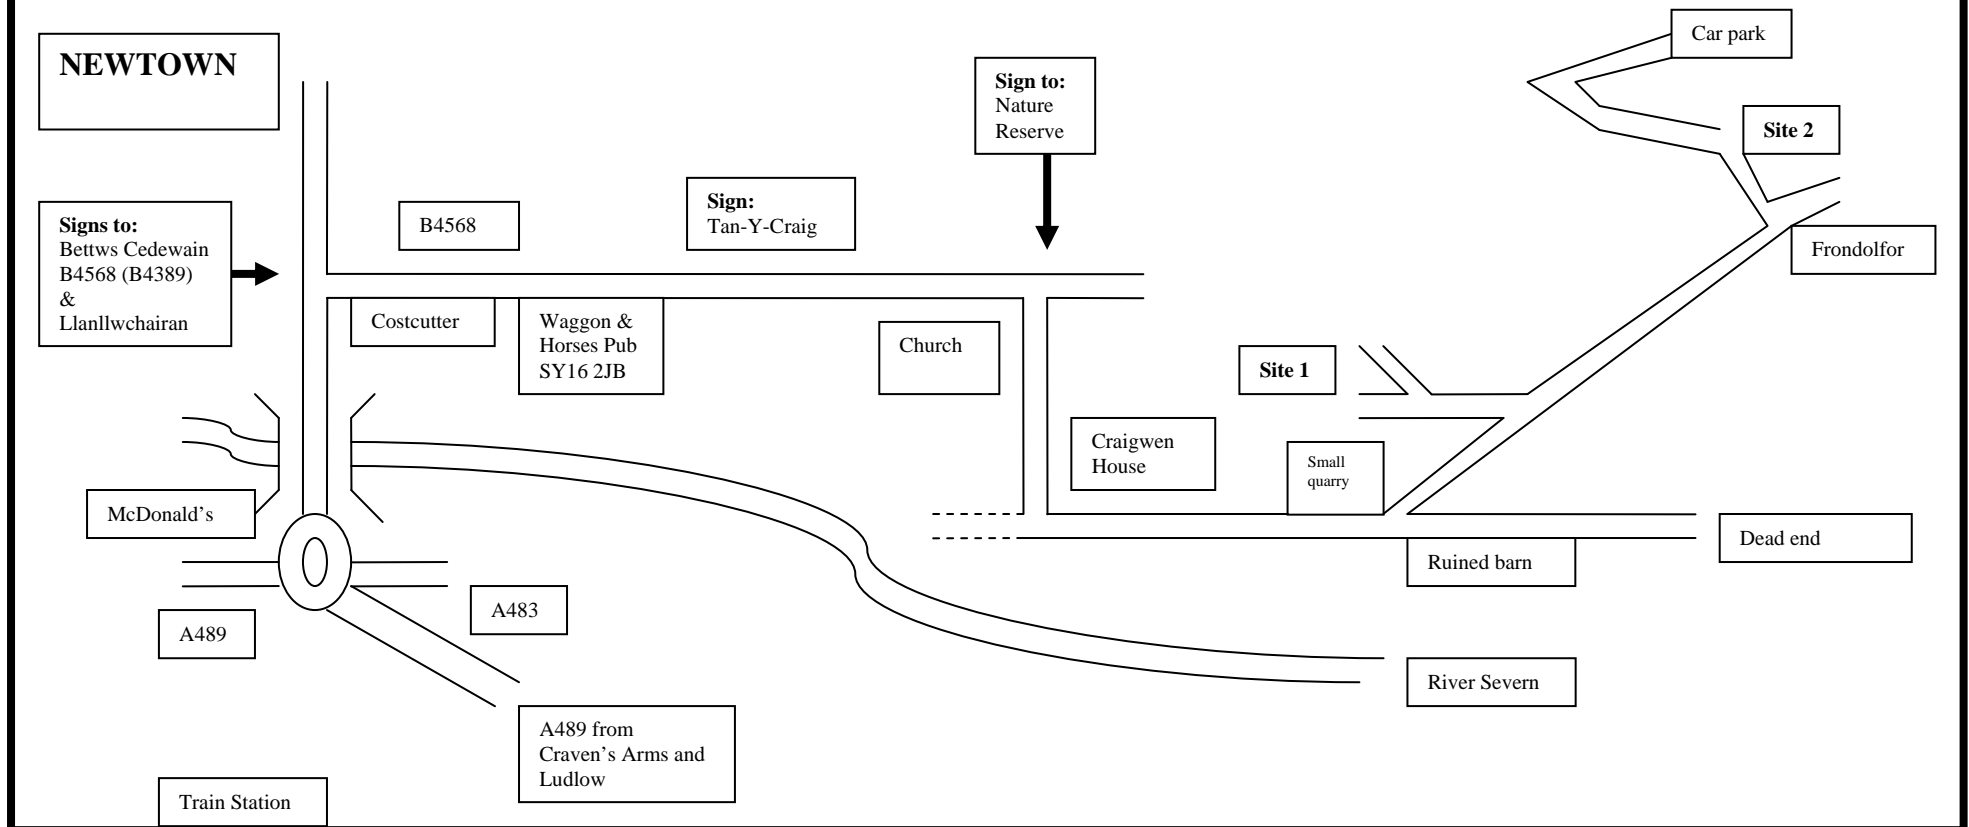 NEWTOWN
Car park
Sign to:
Nature
Reserve
Site 2
Sign:
Tan-Y-Craig
Signs to:
Bettws Cedewain
B4568 (B4389)
&
Llanllwchairan
B4568
Frondolfor
Costcutter
Waggon &
Horses Pub
SY16 2JB
Church
Site 1
Craigwen
House
Small
quarry
McDonald’s
Dead end
Ruined barn
A483
A489
River Severn
A489 from
Craven’s Arms and
Ludlow
Train Station